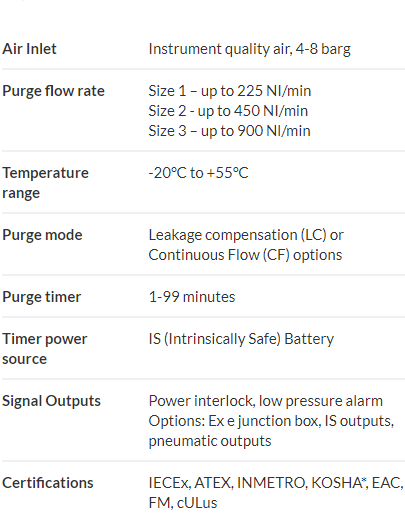 Air Inlet
Instrument quality air, 4-8 barg
Purge flow rate
Size 1 – up to 225 Nl/min
Size 2 - up to 450 Nl/min
Size 3 – up to 900 Nl/min
Temperature
range
-20°C to +55°C
Purge mode
Leakage compensation (LC) or
Continuous Flow (CF) options
Purge timer
1-99 minutes
Timer power
source
IS (Intrinsically Safe) Battery
Signal Outputs
Power interlock, low pressure alarm
Options: Ex e junction box, IS outputs,
pneumatic outputs
Certifications
IECEx, ATEX, INMETRO, KOSHA*, EAC,
FM, cULus